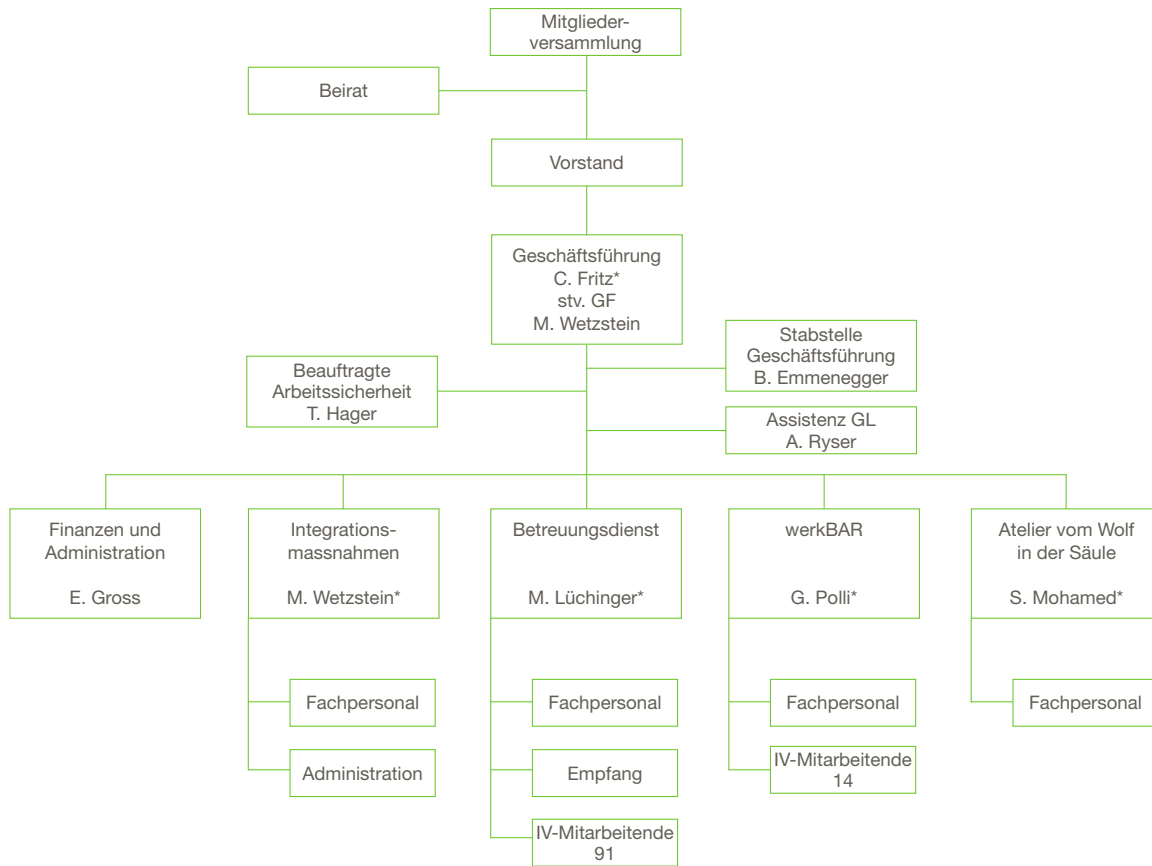 Mitglieder-
versammlung
Beirat
Vorstand
Geschäftsführung
C. Fritz*
stv. GF
M. Wetzstein
Stabstelle
Geschäftsführung
B. Emmenegger
Beauftragte
Arbeitssicherheit
T. Hager
Assistenz GL
A. Ryser
Finanzen und
Administration
E. Gross
Integrations-
massnahmen
M. Wetzstein*
Betreuungsdienst
M. Lüchinger*
werkBAR
G. Polli*
Atelier vom Wolf
in der Säule
S. Mohamed*
Fachpersonal
Administration
Fachpersonal
Empfang
IV-Mitarbeitende
91
Fachpersonal
IV-Mitarbeitende
14
Fachpersonal